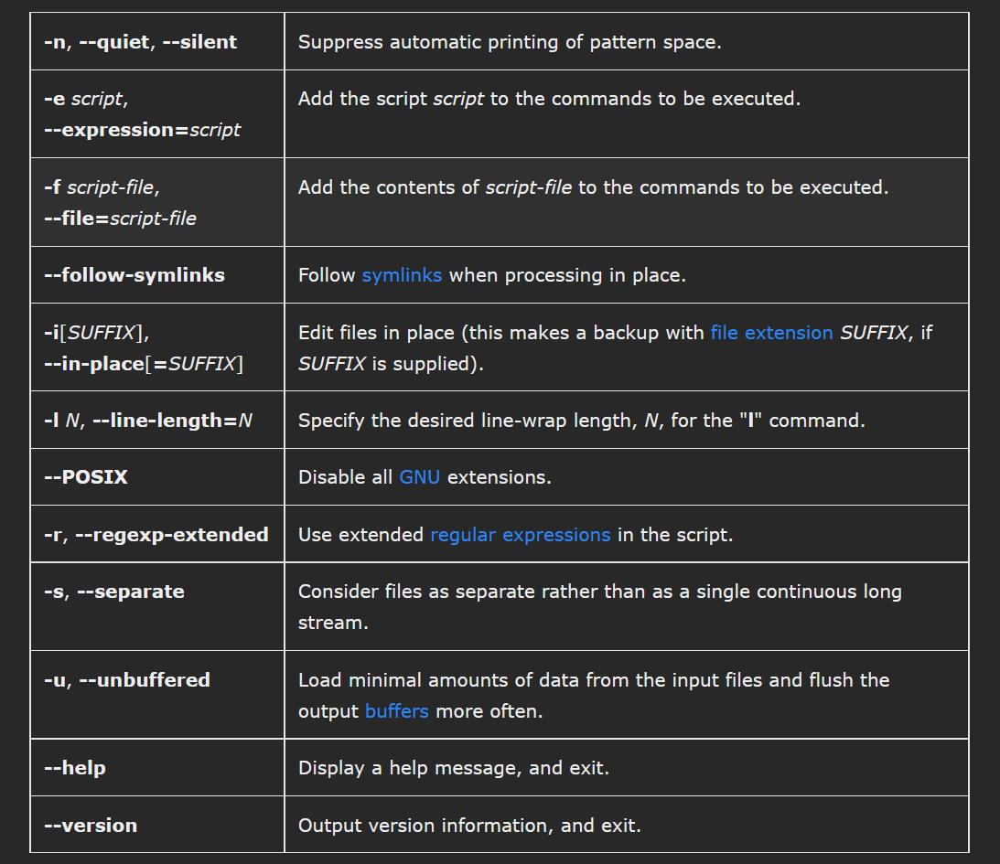 -n, --quiet, --silent
Suppress automatic printing of pattern space.
-e script,
--expression=script
Add the script script to the commands to be executed.
-f script-file,
--file=script-file
Add the contents of script-file to the commands to be executed.
--follow-symlinks
Follow symlinks when processing in place.
-i[SUFFIX],
--in-place[=SUFFIX]
Edit files in place (this makes a backup with file extension SUFFIX, if
SUFFIX is supplied).
-l N, --line-length=N
Specify the desired line-wrap length, N, for the "l" command.
--POSIX
Disable all GNU extensions.
-r, --regexp-extended
Use extended regular expressions in the script.
-s, --separate
Consider files as separate rather than as a single continuous long
stream.
-u, --unbuffered
Load minimal amounts of data from the input files and flush the
output buffers more often.
--help
Display a help message, and exit.
--version
Output version information, and exit.